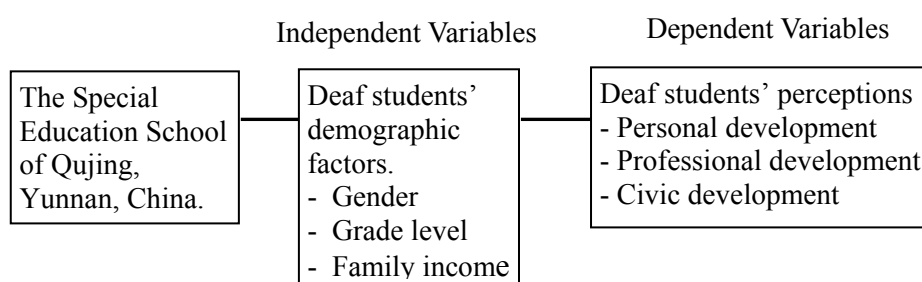 Independent Variables
Dependent Variables
The Special
Education School
of Qujing,
Yunnan, China.
Deaf students’
demographic
factors.
- Gender
- Grade level
- Family income
Deaf students’ perceptions
- Personal development
- Professional development
- Civic development